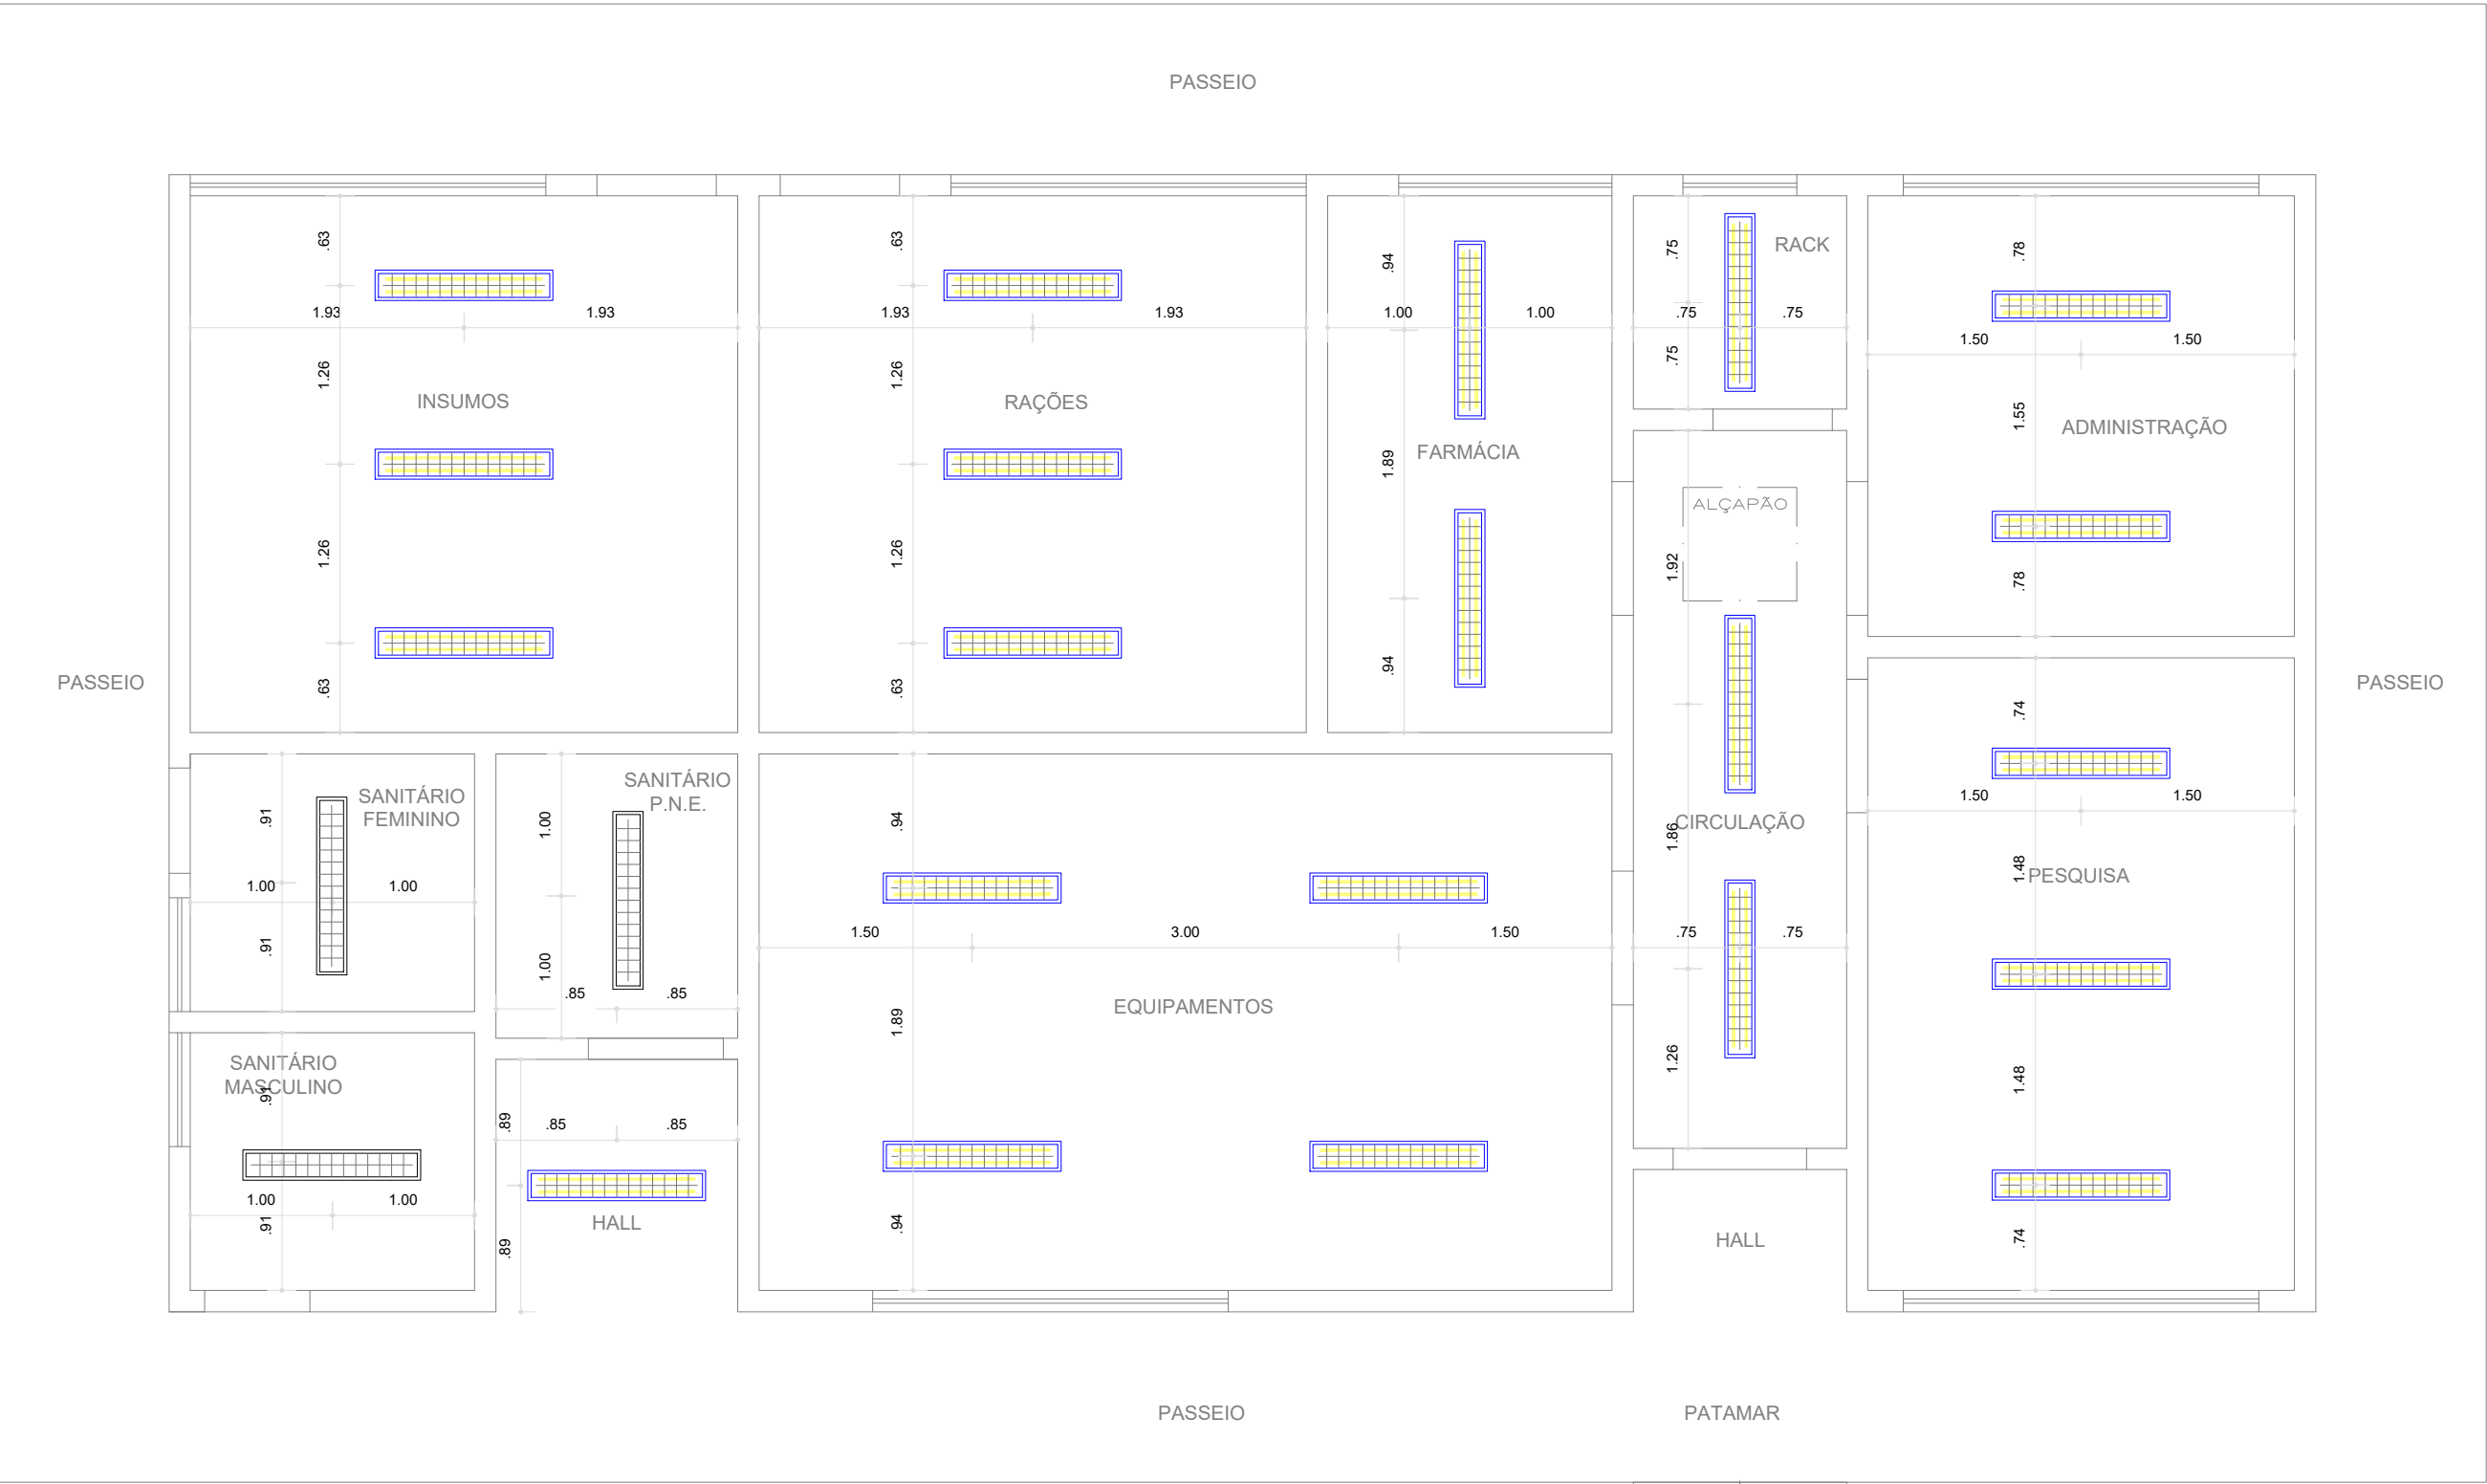 PASSEIO
.63
1.93
1.93
1.26
INSUMOS
1.26
.63
.63
1.93
1.93
1.26
RAÇÕES
1.26
.63
.94
1.00
1.00
FARMÁCIA
1.89
.94
.75
RACK
.75
.75
.75
ALÇAPÃO
1.92
CIRCULAÇÃO
1.86
.75
.75
1.26
.78
1.50
1.50
1.55
ADMINISTRAÇÃO
.78
PASSEIO
PASSEIO
.74
1.50
1.50
1.48
PESQUISA
1.48
.74
SANITÁRIO
FEMININO
.91
1.00
1.00
.91
SANITÁRIO
P.N.E.
1.00
1.00
.85
.85
SANITÁRIO
MASCULINO
.91
1.00
1.00
.91
.89
.85
.85
HALL
.89
.94
1.50
3.00
1.50
EQUIPAMENTOS
1.89
.94
HALL
PASSEIO
PATAMAR